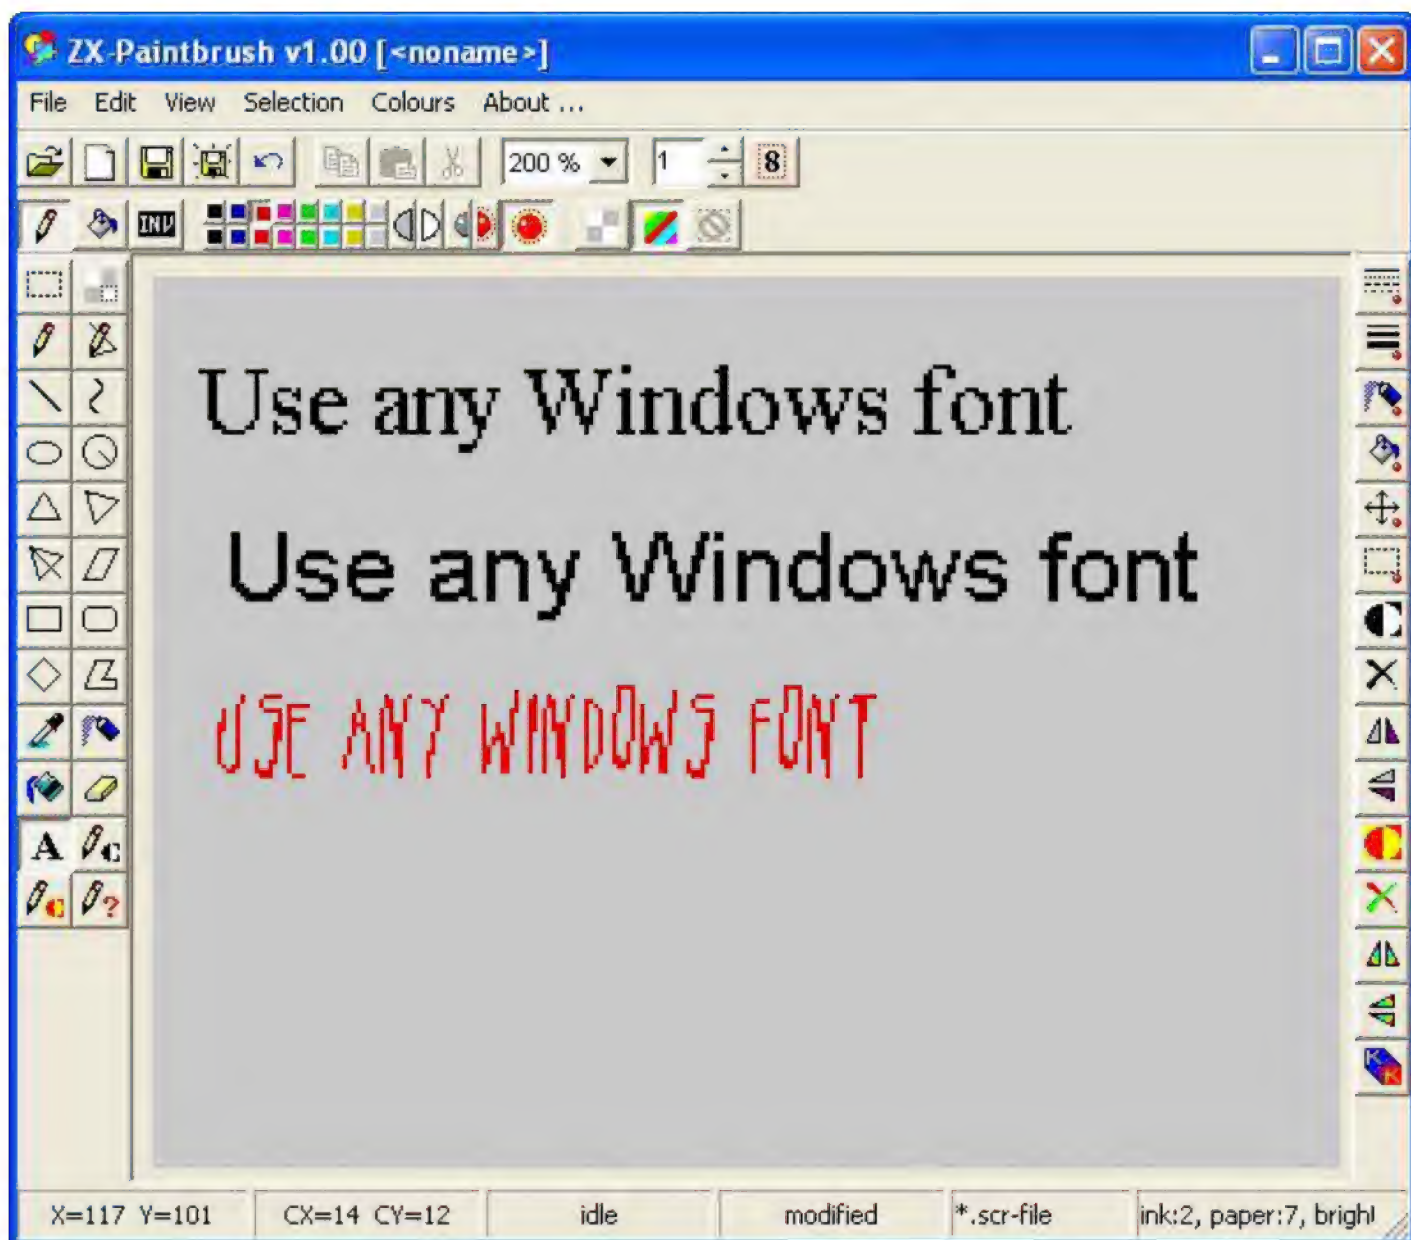 ZX-Paintbrush v1.00 [<noname>]
File Edit View Selection Colours About ...
200 % 1 8
INV
Use any Windows font
Use any Windows font
USE ANY WINDOWS FONT
A
?
K
K
X=117 Y=101 CX=14 CY=12 idle modified *.scr-file ink:2, paper:7, brigh